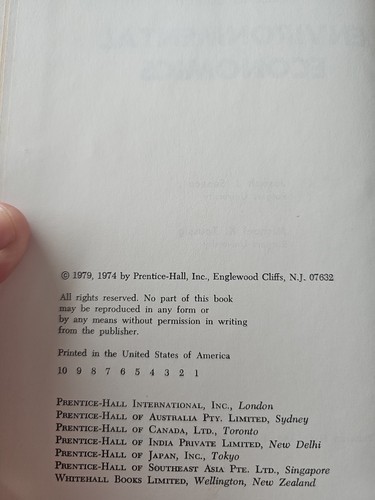 ENVIRONMENTAL
ECONOMICS
© 1979, 1974 by Prentice-Hall, Inc., Englewood Cliffs, N.J. 07632
All rights reserved. No part of this book
may be reproduced in any form or
by any means without permission in writing
from the publisher.
Printed in the United States of America
10 9 8 7 6 5 4 3 2 1
PRENTICE-HALL INTERNATIONAL, INC., London
PRENTICE-HALL OF AUSTRALIA PTY. LIMITED, Sydney
PRENTICE-HALL OF CANADA, LTD., Toronto
PRENTICE-HALL OF INDIA PRIVATE LIMITED, New Delhi
PRENTICE-HALL OF JAPAN, INC., Tokyo
PRENTICE-HALL OF SOUTHEAST ASIA PTE. LTD., Singapore
WHITEHALL BOOKS LIMITED, Wellington, New Zealand